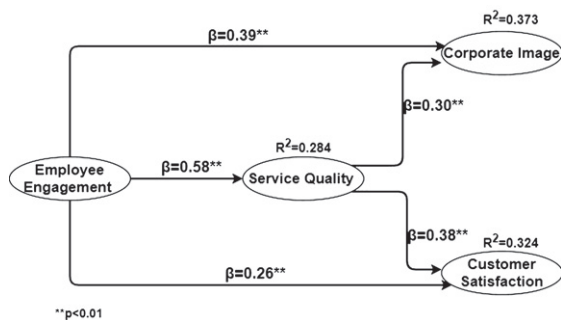 R²=0.373
β=0.39**
Corporate Image
β=0.30**
R²=0.284
Employee
Engagement
β=0.58**
Service Quality
β=0.38**
R²=0.324
Customer
Satisfaction
β=0.26**
**p<0.01